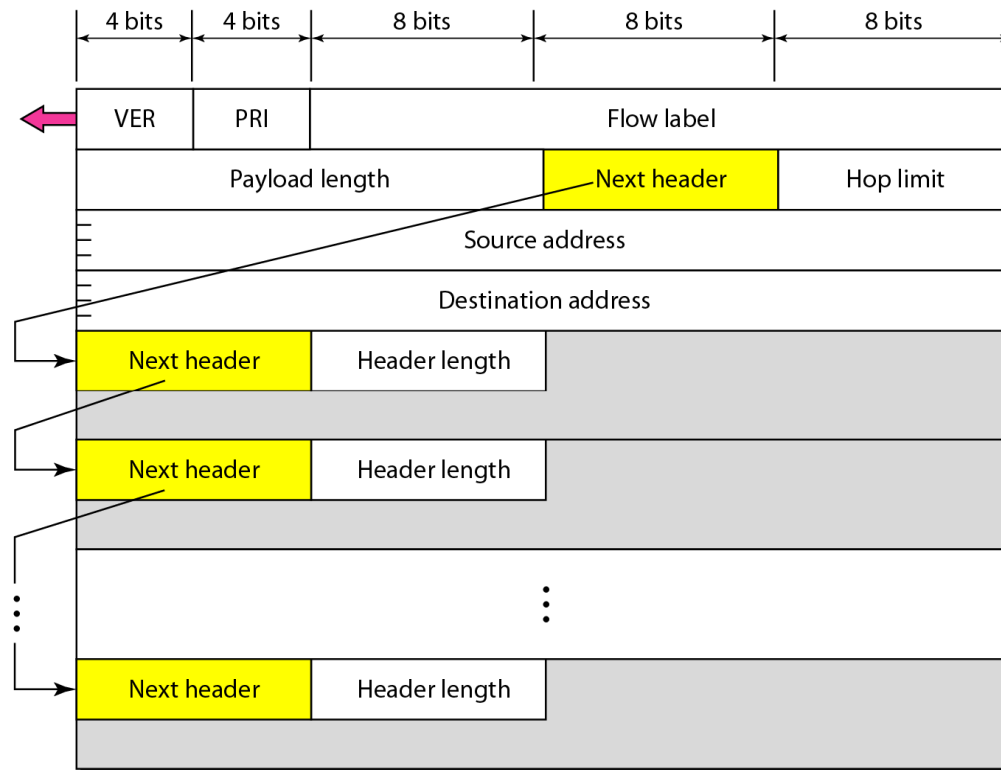 4 bits 4 bits 8 bits 8 bits 8 bits
VER PRI Flow label
Payload length Next header Hop limit
Source address
Destination address
Next header Header length
Next header Header length
Next header Header length